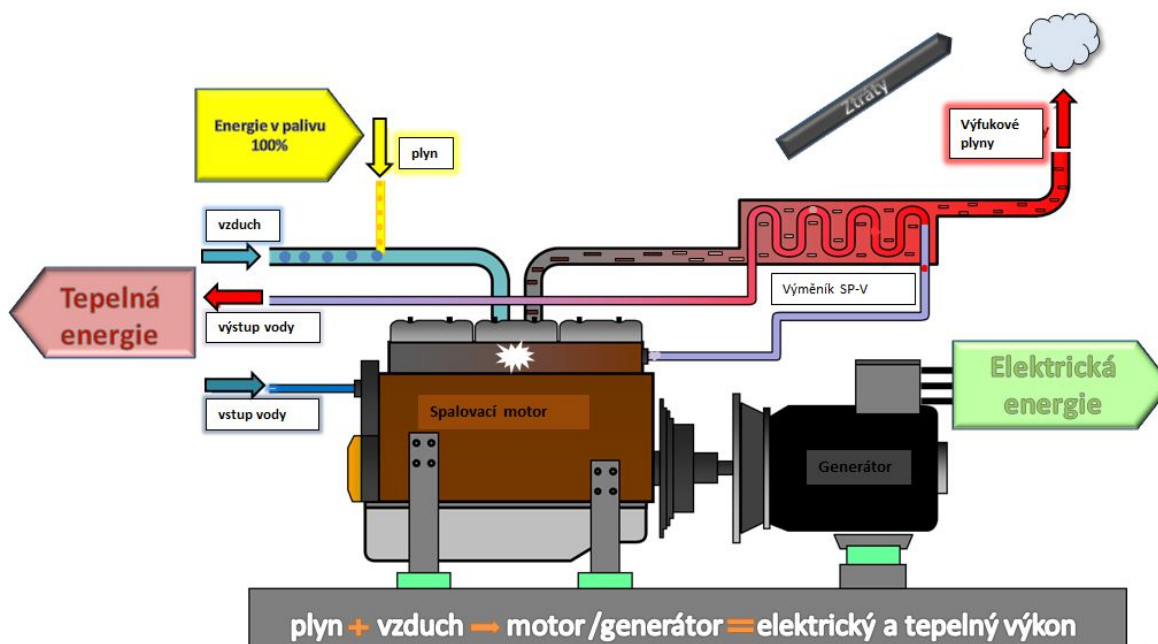 Ztráty
Energie v palivu
100%
plyn
Výfukové
plyny
vzduch
Tepelná
energie
výstup vody
Výměník SP-V
vstup vody
Spalovací motor
Generátor
Elektrická
energie
plyn + vzduch → motor/generátor = elektrický a tepelný výkon